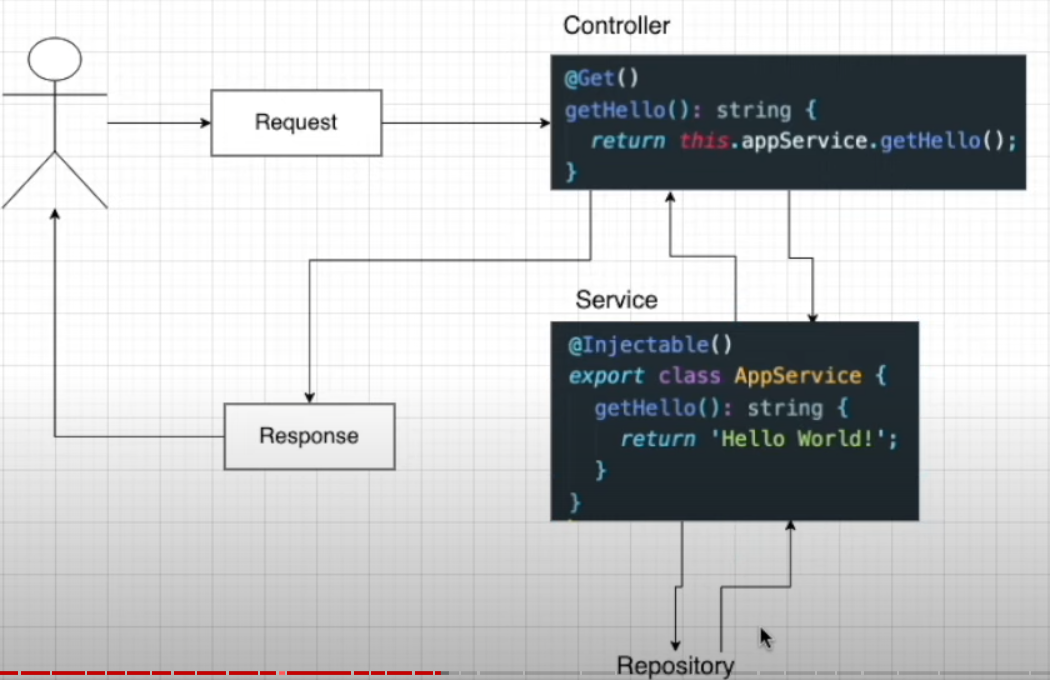 Controller
@Get()
getHello(): string {
return this.appService.getHello();
}
Request
Service
@Injectable()
export class AppService {
getHello(): string {
return 'Hello World!';
}
}
Response
Repository